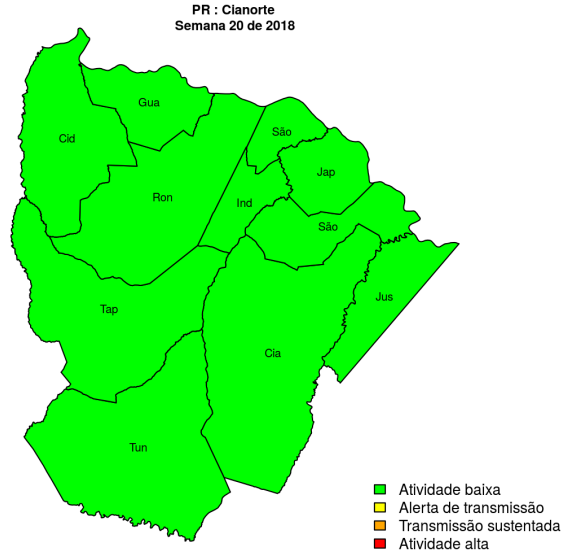 PR : Cianorte
Semana 20 de 2018
Gua
São
Cid
Jap
Ron
Ind
São
Jus
Tap
Cia
Tun
Atividade baixa
Alerta de transmissão
Transmissão sustentada
Atividade alta